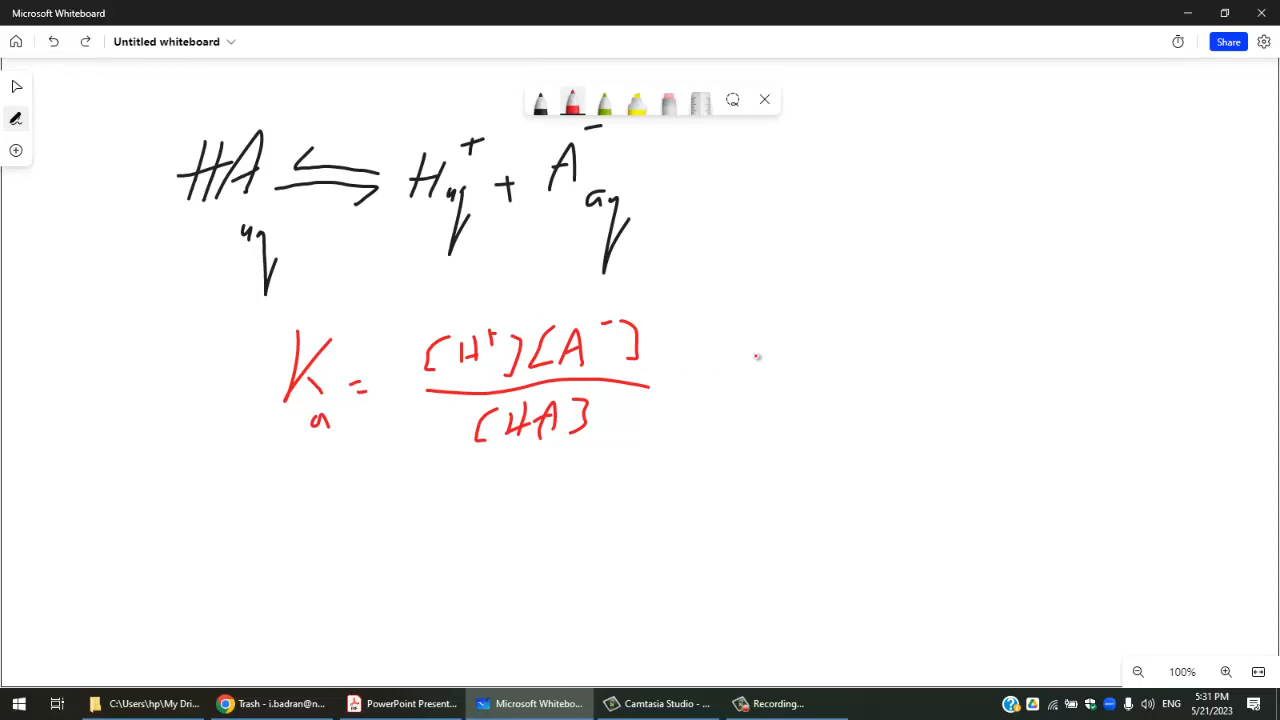 Microsoft Whiteboard
Untitled whiteboard
Share
HA aq ⇌ H⁺ aq + A⁻ aq
Ka = [H⁺][A⁻] / [HA]
100%
C:\Users\hp\My Dri...
Trash - i.badran@n...
PowerPoint Present...
Microsoft Whitebo...
Camtasia Studio - ...
Recording...
ENG
5:31 PM
5/21/2023